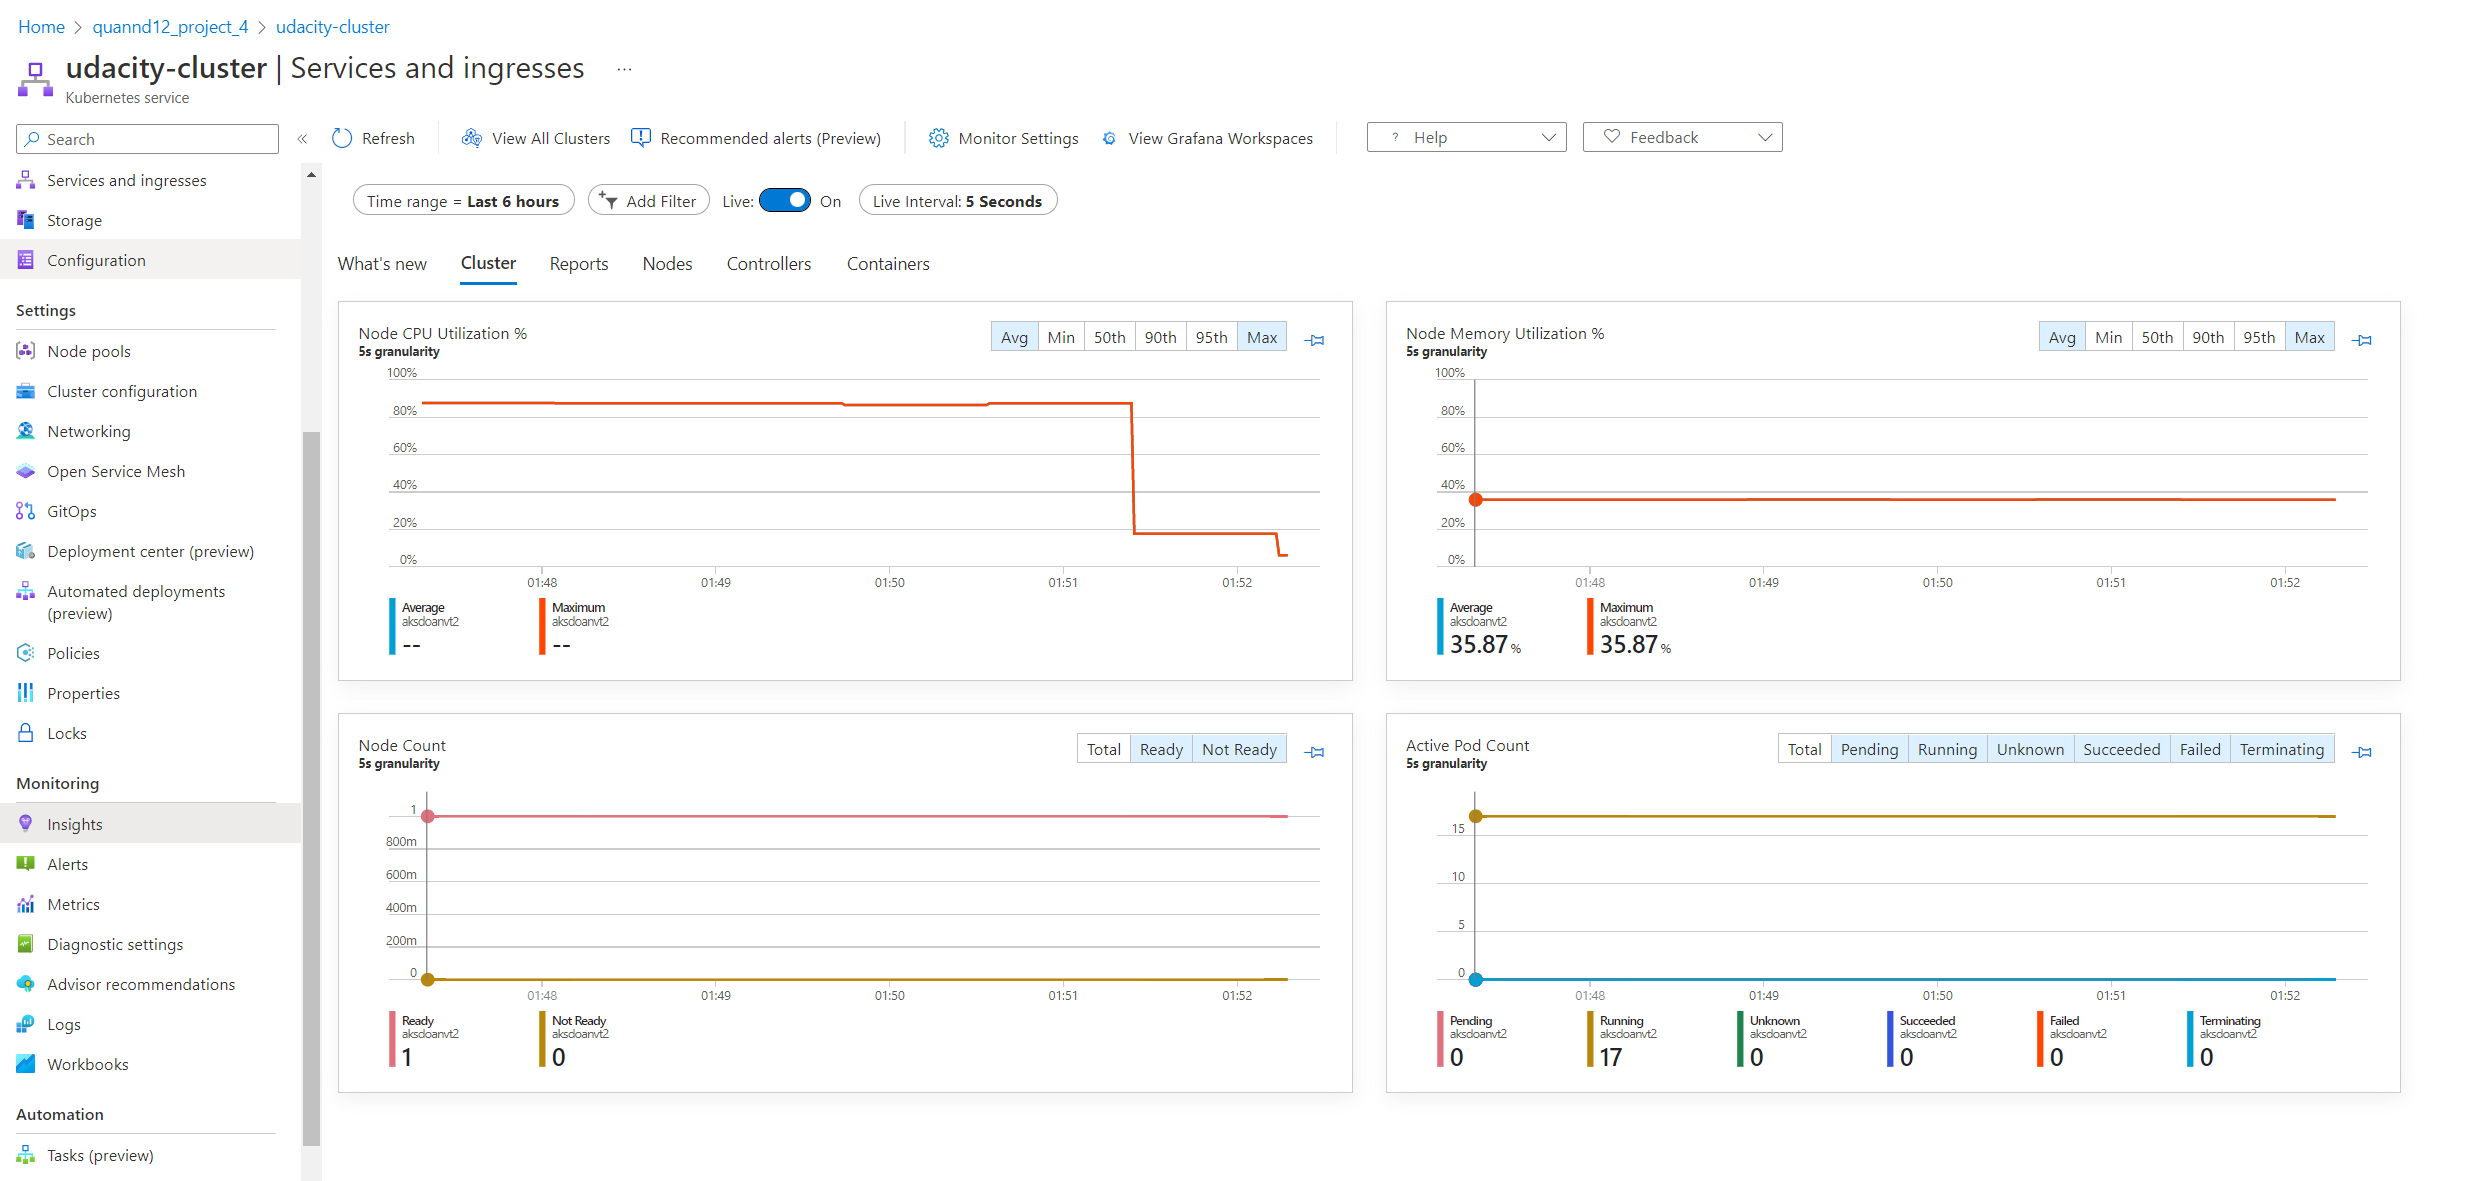 Home > quannd12_project_4 > udacity-cluster
udacity-cluster | Services and ingresses ...
Kubernetes service
Search
«
Refresh
View All Clusters
Recommended alerts (Preview)
Monitor Settings
View Grafana Workspaces
? Help
Feedback
Services and ingresses
Storage
Configuration
Settings
Node pools
Cluster configuration
Networking
Open Service Mesh
GitOps
Deployment center (preview)
Automated deployments
(preview)
Policies
Properties
Locks
Monitoring
Insights
Alerts
Metrics
Diagnostic settings
Advisor recommendations
Logs
Workbooks
Automation
Tasks (preview)
Time range = Last 6 hours
Add Filter
Live: On
Live Interval: 5 Seconds
What's new
Cluster
Reports
Nodes
Controllers
Containers
Node CPU Utilization %
5s granularity
Avg Min 50th 90th 95th Max
100%
80%
60%
40%
20%
0%
01:48 01:49 01:50 01:51 01:52
Average
aksdoanvt2
--
Maximum
aksdoanvt2
--
Node Memory Utilization %
5s granularity
Avg Min 50th 90th 95th Max
100%
80%
60%
40%
20%
0%
01:48 01:49 01:50 01:51 01:52
Average
aksdoanvt2
35.87 %
Maximum
aksdoanvt2
35.87 %
Node Count
5s granularity
Total Ready Not Ready
1
800m
600m
400m
200m
0
01:48 01:49 01:50 01:51 01:52
Ready
aksdoanvt2
1
Not Ready
aksdoanvt2
0
Active Pod Count
5s granularity
Total Pending Running Unknown Succeeded Failed Terminating
15
10
5
0
01:48 01:49 01:50 01:51 01:52
Pending
aksdoanvt2
0
Running
aksdoanvt2
17
Unknown
aksdoanvt2
0
Succeeded
aksdoanvt2
0
Failed
aksdoanvt2
0
Terminating
aksdoanvt2
0